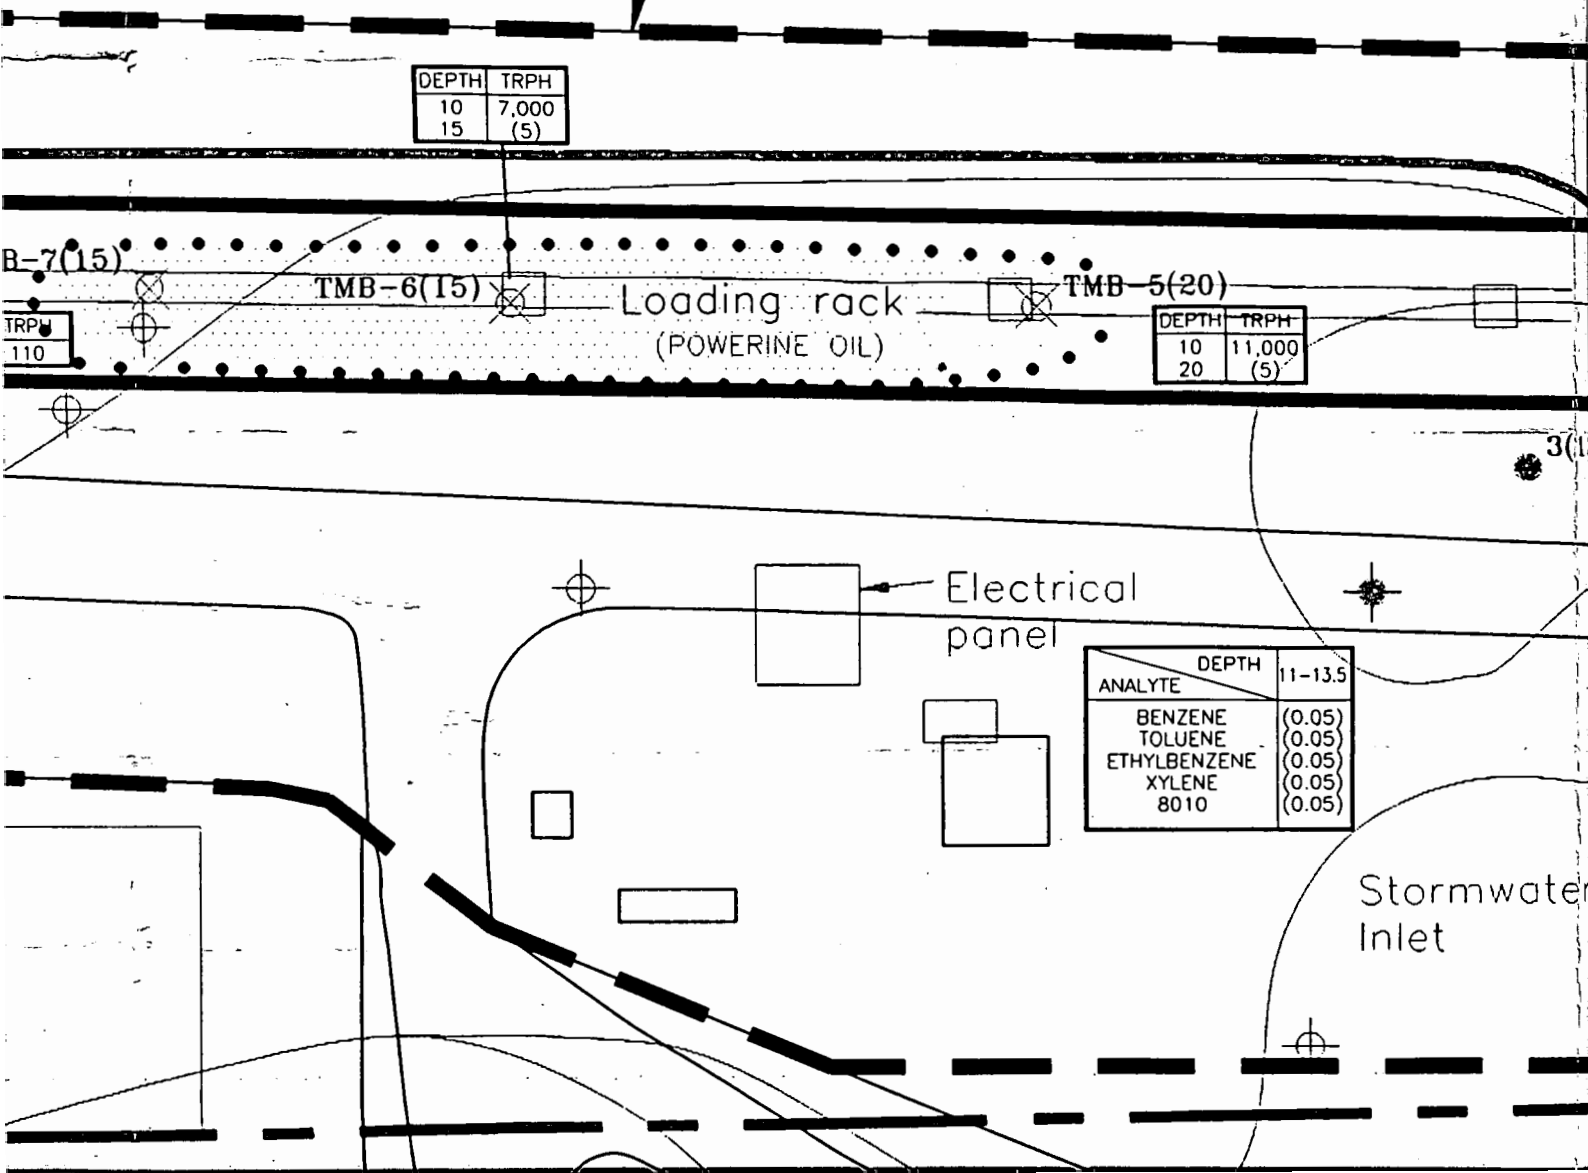 DEPTH TRPH
10 7,000
15 (5)
B-7(15)
TMB-6(15)
Loading rack
(POWERINE OIL)
TMB-5(20)
TRPH
110
DEPTH TRPH
10 11,000
20 (5)
3(1
Electrical
panel
DEPTH 11-13.5
ANALYTE
BENZENE (0.05)
TOLUENE (0.05)
ETHYLBENZENE (0.05)
XYLENE (0.05)
8010 (0.05)
Stormwater
Inlet